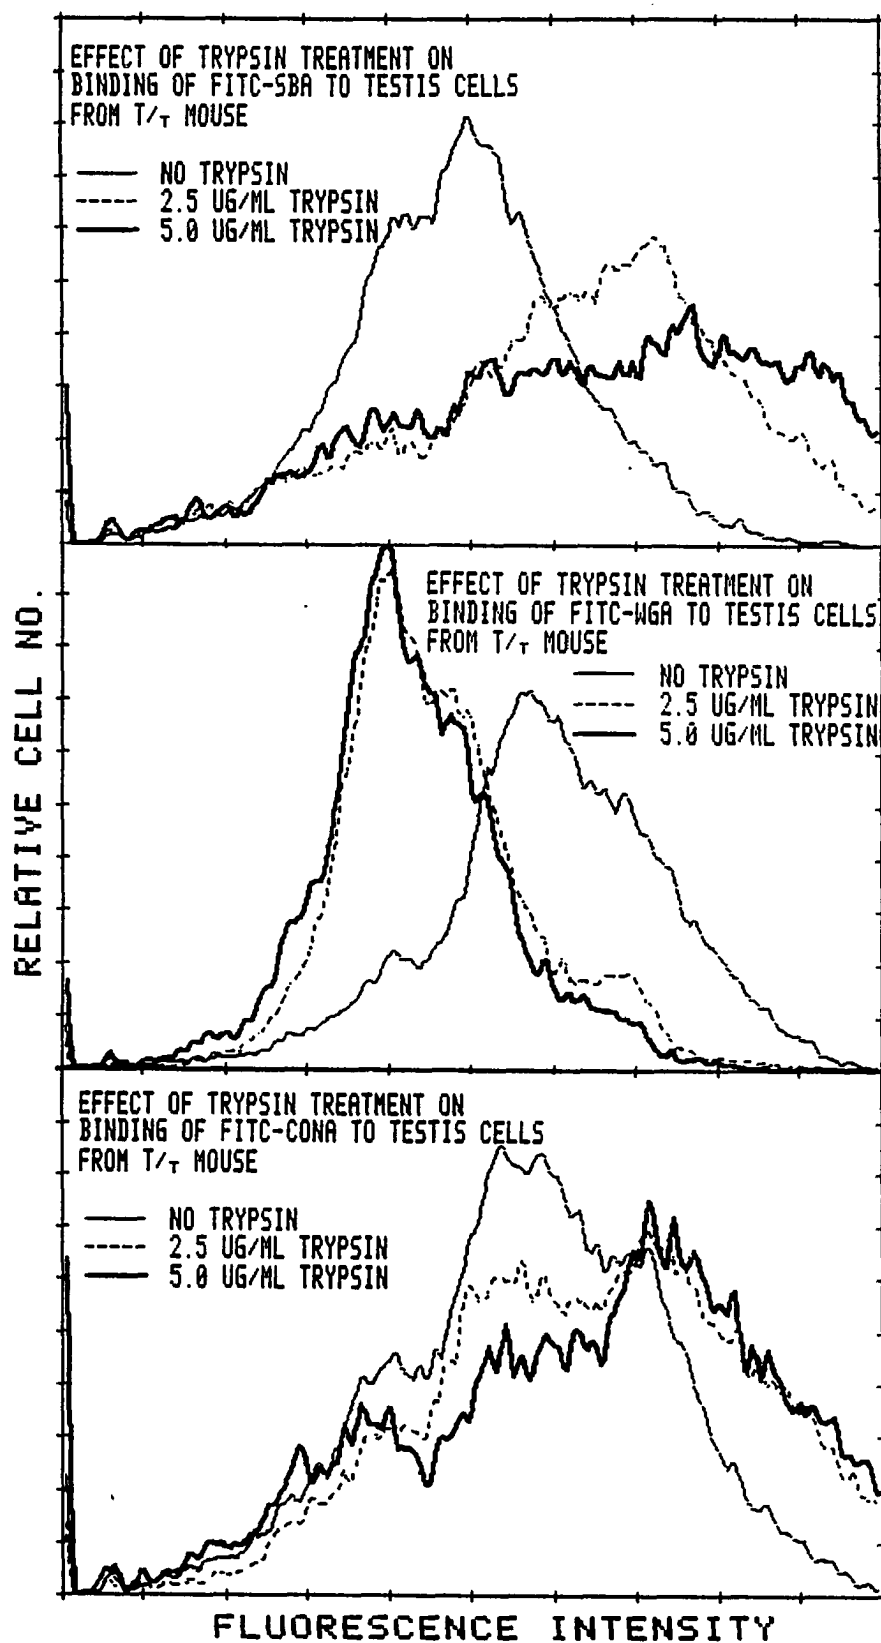 EFFECT OF TRYPSIN TREATMENT ON
BINDING OF FITC-SBA TO TESTIS CELLS
FROM T/T MOUSE
NO TRYPSIN
2.5 UG/ML TRYPSIN
5.0 UG/ML TRYPSIN
EFFECT OF TRYPSIN TREATMENT ON
BINDING OF FITC-WGA TO TESTIS CELLS
FROM T/T MOUSE
NO TRYPSIN
2.5 UG/ML TRYPSIN
5.0 UG/ML TRYPSIN
EFFECT OF TRYPSIN TREATMENT ON
BINDING OF FITC-CONA TO TESTIS CELLS
FROM T/T MOUSE
NO TRYPSIN
2.5 UG/ML TRYPSIN
5.0 UG/ML TRYPSIN
RELATIVE CELL NO.
FLUORESCENCE INTENSITY